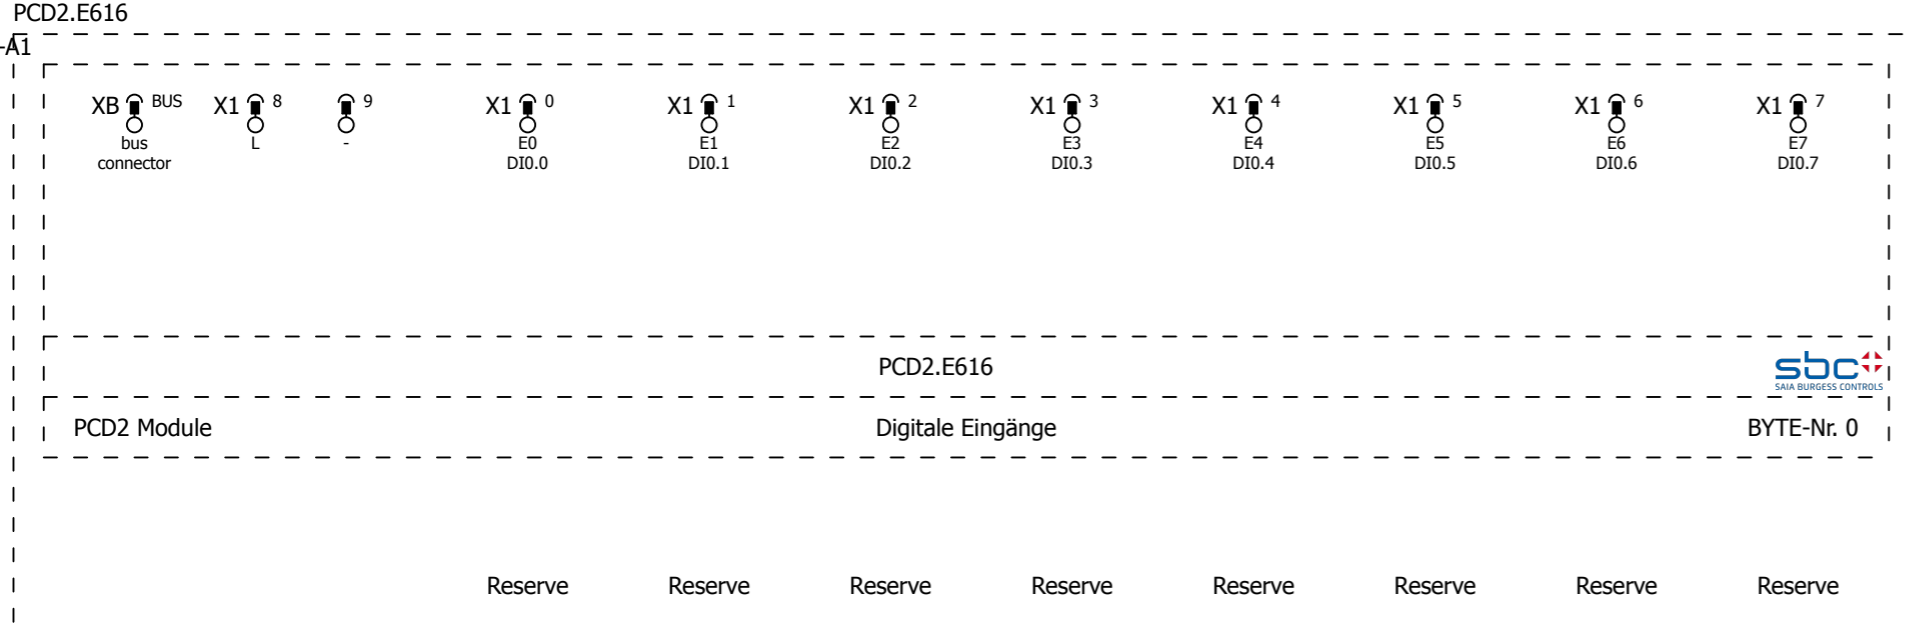 PCD2.E616
-A1
XB BUS X1 8 9 X1 0 X1 1 X1 2 X1 3 X1 4 X1 5 X1 6 X1 7
bus L - E0 E1 E2 E3 E4 E5 E6 E7
connector DI0.0 DI0.1 DI0.2 DI0.3 DI0.4 DI0.5 DI0.6 DI0.7
PCD2.E616 sbc
SAIA BURGESS CONTROLS
PCD2 Module Digitale Eingänge BYTE-Nr. 0
Reserve Reserve Reserve Reserve Reserve Reserve Reserve Reserve